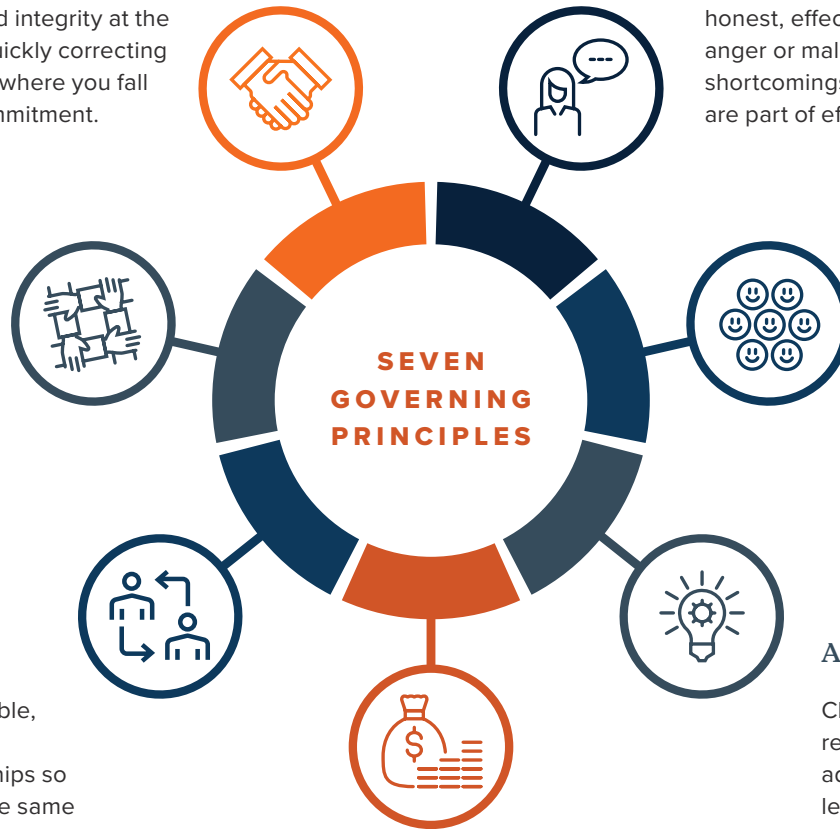 d integrity at the
uickly correcting
where you fall
mmitment.
honest, effec
anger or mal
shortcomings
are part of ef
SEVEN
GOVERNING
PRINCIPLES
$
ble,
hips so
e same
A
Cl
re
ac
le